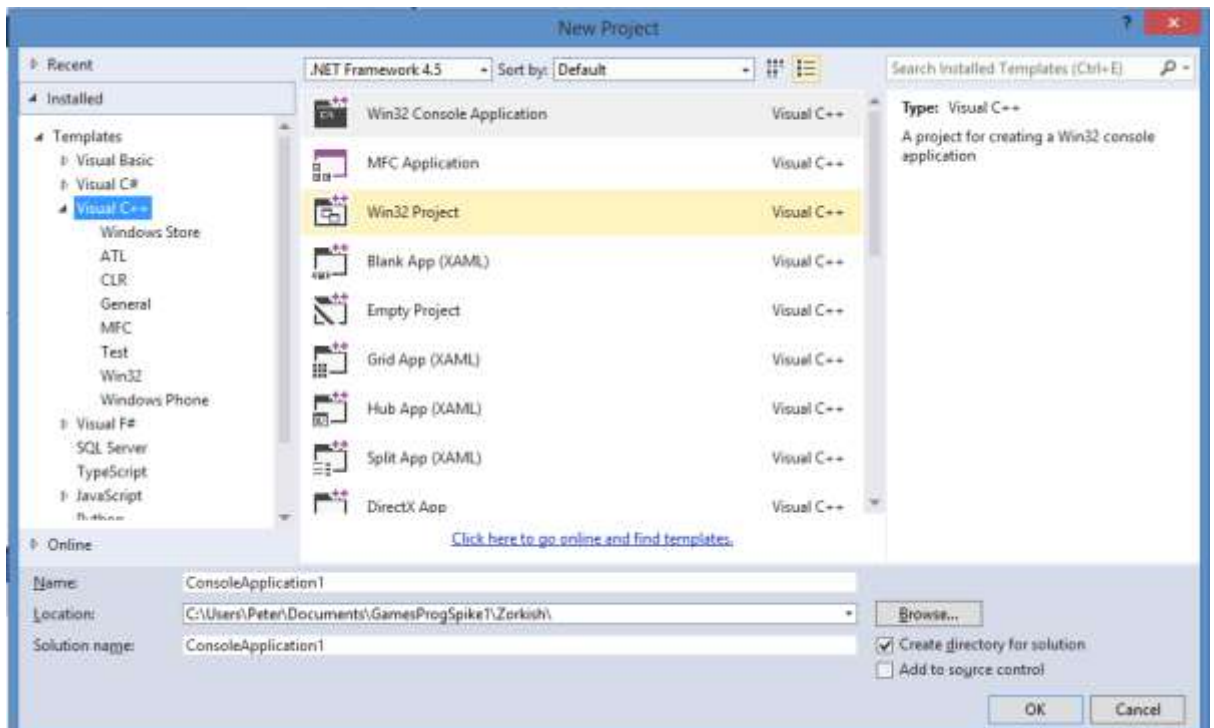 New Project
?
Recent
Installed
Templates
Visual Basic
Visual C#
Visual C++
Windows Store
ATL
CLR
General
MFC
Test
Win32
Windows Phone
Visual F#
SQL Server
TypeScript
JavaScript
Python
Online
.NET Framework 4.5 Sort by: Default
Win32 Console Application Visual C++
MFC Application Visual C++
Win32 Project Visual C++
Blank App (XAML) Visual C++
Empty Project Visual C++
Grid App (XAML) Visual C++
Hub App (XAML) Visual C++
Split App (XAML) Visual C++
DirectX App Visual C++
Click here to go online and find templates.
Search Installed Templates (Ctrl+E)
Type: Visual C++
A project for creating a Win32 console
application
Name: ConsoleApplication1
Location: C:\Users\Peter\Documents\GamesProgSpike1\Zorkish\
Browse...
Solution name: ConsoleApplication1
Create directory for solution
Add to source control
OK Cancel